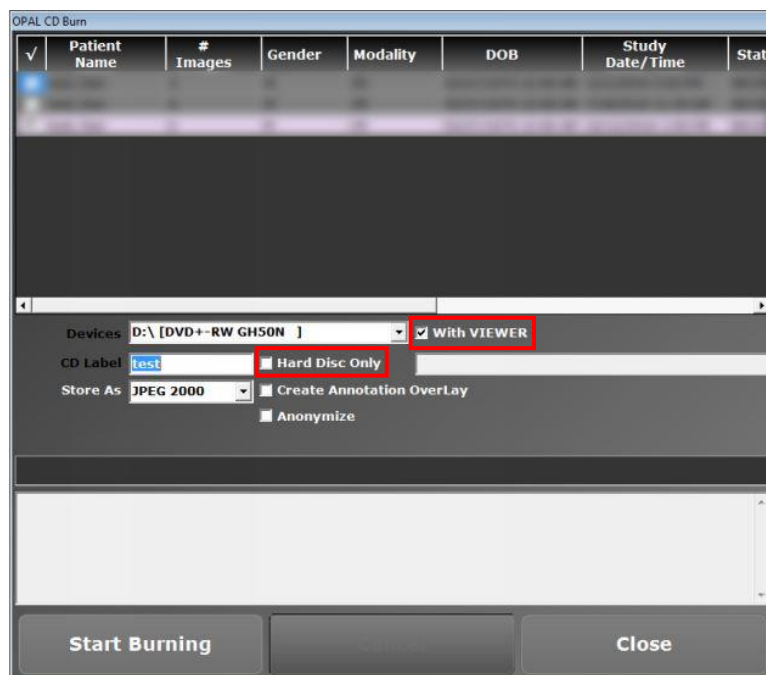 OPAL CD Burn
√ Patient Name # Images Gender Modality DOB Study Date/Time Stat
Devices D:\ [DVD+-RW GH50N ] With VIEWER
CD Label test Hard Disc Only
Store As JPEG 2000 Create Annotation OverLay
Anonymize
Start Burning Cancel Close